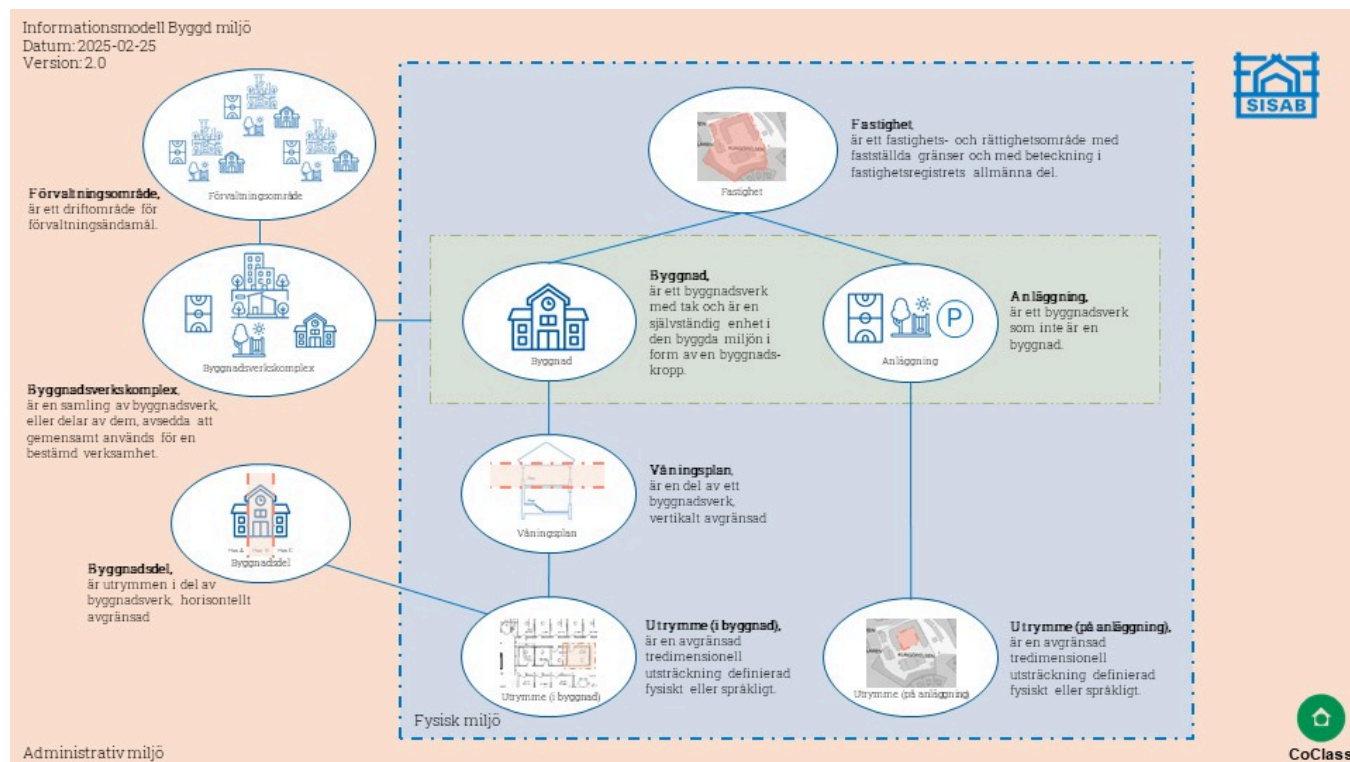 Informationsmodell Byggd miljö
Datum: 2025-02-25
Version: 2.0
SISAB
Förvaltningsområde
Förvaltningsområde,
är ett driftområde för
förvaltningsändamål.
Fastighet
Fastighet,
är ett fastighets- och rättighetsområde med
fastställda gränser och med beteckning i
fastighetsregistrets allmänna del.
Byggnadsverkskomplex
Byggnadsverkskomplex,
är en samling av byggnadsverk,
eller delar av dem, avsedda att
gemensamt används för en
bestämd verksamhet.
Byggnad
Byggnad,
är ett byggnadsverk
med tak och är en
självständig enhet i
den byggda miljön i
form av en byggnads-
kropp.
P
Anläggning
Anläggning,
är ett byggnadsverk
som inte är en
byggnad.
Våningsplan
Våningsplan,
är en del av ett
byggnadsverk,
vertikalt avgränsad
Hus A Hus B Hus C
Byggnadsdel
Byggnadsdel,
är utrymmen i del av
byggnadsverk, horisontellt
avgränsad
Utrymme (i byggnad)
Utrymme (i byggnad),
är en avgränsad
tredimensionell
utsträckning definierad
fysiskt eller språkligt.
Utrymme (på anläggning)
Utrymme (på anläggning),
är en avgränsad
tredimensionell
utsträckning definierad
fysiskt eller språkligt.
Fysisk miljö
Administrativ miljö
CoClass